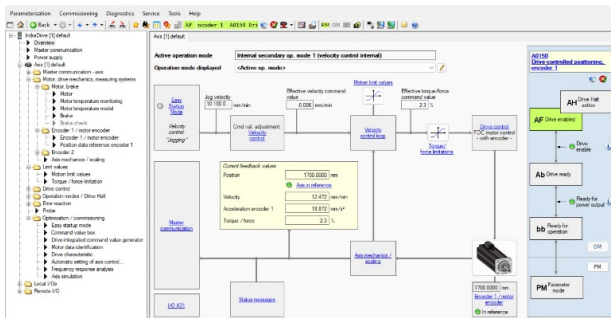 Parameterization Commissioning Diagnostics Service Tools Help
Back
AF ncoder 1 A0150 Dri
IndraDrive [1] default
Overview
Master communication
Power supply
Axis [1] default
Master communication - axis
Motor, drive mechanics, measuring systems
Motor, brake
Motor
Motor temperature monitoring
Motor temperature model
Brake
Brake check
Encoder 1 / motor encoder
Encoder 1 / motor encoder
Position data reference encoder 1
Encoder 2
Axis mechanics / scaling
Limit values
Motion limit values
Torque / force limitation
Drive control
Operation modes / Drive Halt
Error reaction
Probe
Optimization / commissioning
Easy startup mode
Command value box
Drive-integrated command value generator
Motor data identification
Drive characteristic
Automatic setting of axis control...
Frequency response analysis
Axis simulation
Local I/Os
Remote I/O
Axis [1] default
Active operation mode Internal secondary op. mode 1 (velocity control internal)
Operation mode displayed <Active op. mode>
Easy
Startup
Mode
Velocity
control
"Jogging"
Jog velocity
10 100.0 mm/min
Cmd val. adjustment
Velocity
control
Effective velocity command
value
0.006 mm/min
Motion limit values
Velocity
control loop
Effective torque-force
command value
2.3 %
Torque/
force limitations
Drive control
FOC motor control
- with encoder -
Current feedback values
Position 1700.0000 mm
Axis in reference
Velocity 12.472 mm/min
Acceleration encoder 1 18.872 mm/s²
Torque / force 2.3 %
Master
communication
I/O X31
Status messages
Axis mechanics /
scaling
1700.0000 mm
Encoder 1 / motor
encoder
In reference
A0150
Drive-controlled positioning,
encoder 1
AH Drive Halt
active
AF Drive enabled
Drive
enable
Ab Drive ready
Ready for
power output
bb Ready for
operation
OM
PM
PM Parameter
mode